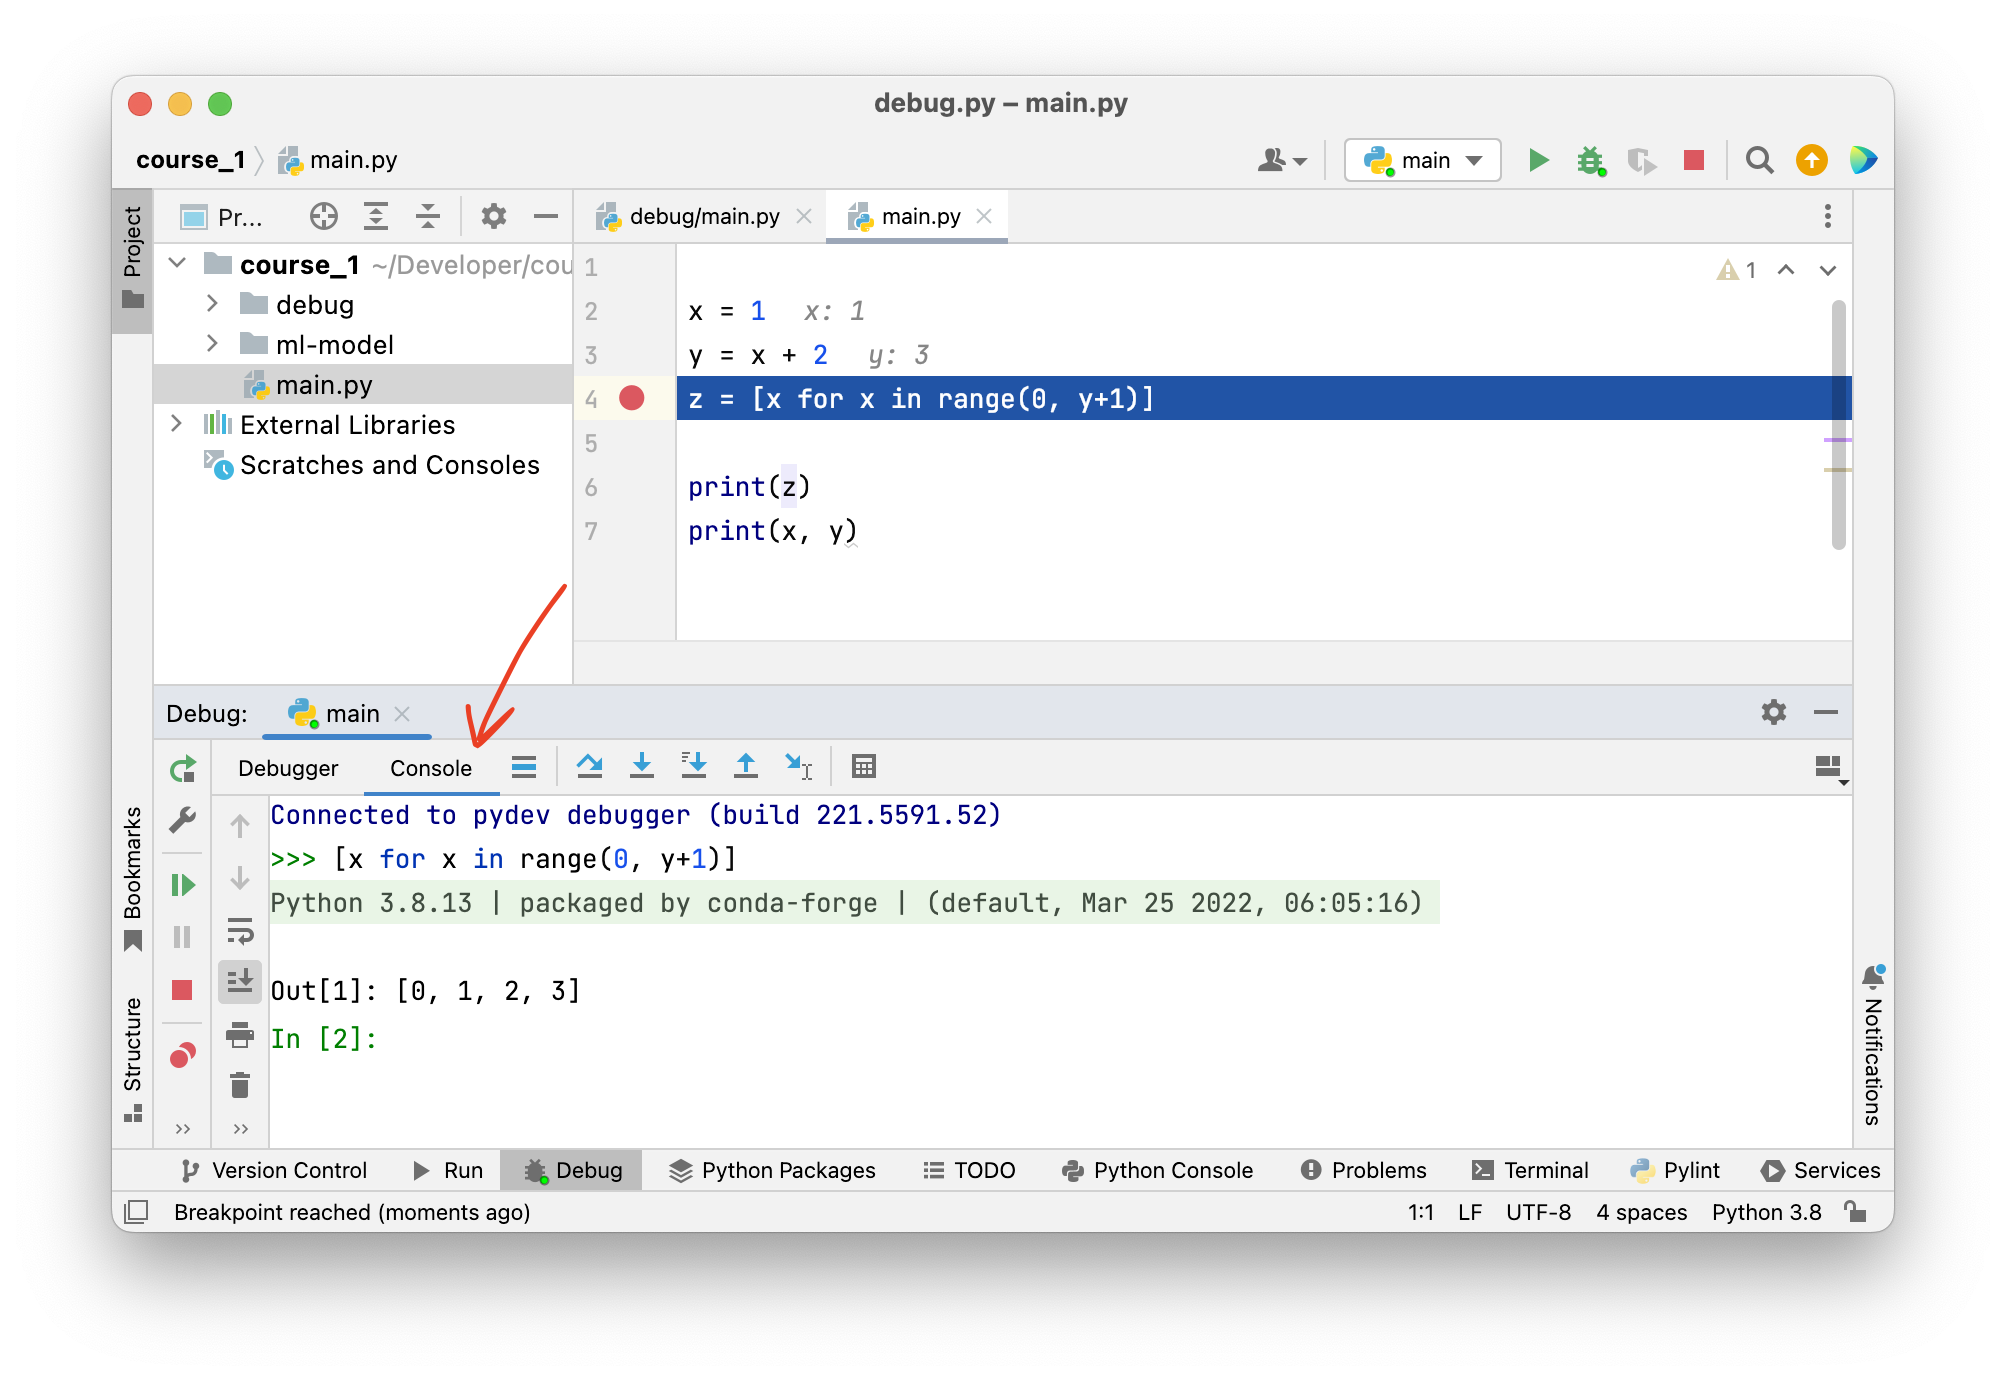 debug.py – main.py
course_1 main.py
main
Project
Pr...
debug/main.py
main.py
course_1 ~/Developer/cou
debug
ml-model
main.py
External Libraries
Scratches and Consoles
1
1
2 x = 1 x: 1
3 y = x + 2 y: 3
4 z = [x for x in range(0, y+1)]
5
6 print(z)
7 print(x, y)
Debug: main
Debugger Console
Connected to pydev debugger (build 221.5591.52)
>>> [x for x in range(0, y+1)]
Python 3.8.13 | packaged by conda-forge | (default, Mar 25 2022, 06:05:16)
Out[1]: [0, 1, 2, 3]
In [2]:
Bookmarks
Structure
Notifications
Version Control Run Debug Python Packages TODO Python Console Problems Terminal Pylint Services
Breakpoint reached (moments ago) 1:1 LF UTF-8 4 spaces Python 3.8